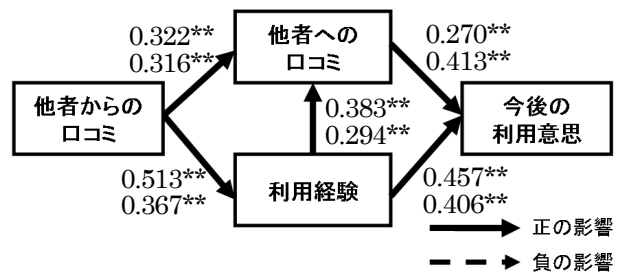 0.322**
0.316**
他者への
口コミ
0.270**
0.413**
他者からの
口コミ
0.383**
0.294**
今後の
利用意思
0.513**
0.367**
利用経験
0.457**
0.406**
正の影響
負の影響